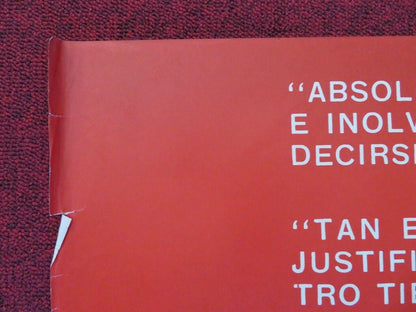 “ABSOL
E INOLV
DECIRSE
“TAN E
JUSTIFI
TRO TIE